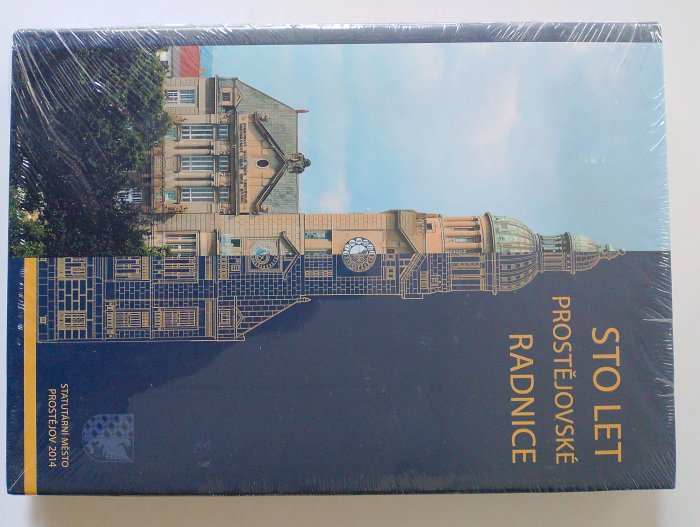 STO LET
PROSTĚJOVSKÉ
RADNICE
STATUTÁRNÍ MĚSTO
PROSTĚJOV 2014